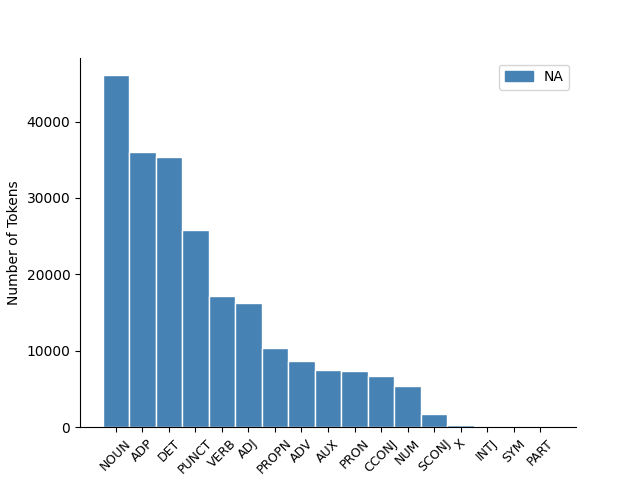 NA
40000
30000
20000
10000
0
Number of Tokens
NOUN
ADP
DET
PUNCT
VERB
ADJ
PROPN
ADV
AUX
PRON
CCONJ
NUM
SCONJ
X
INTJ
SYM
PART